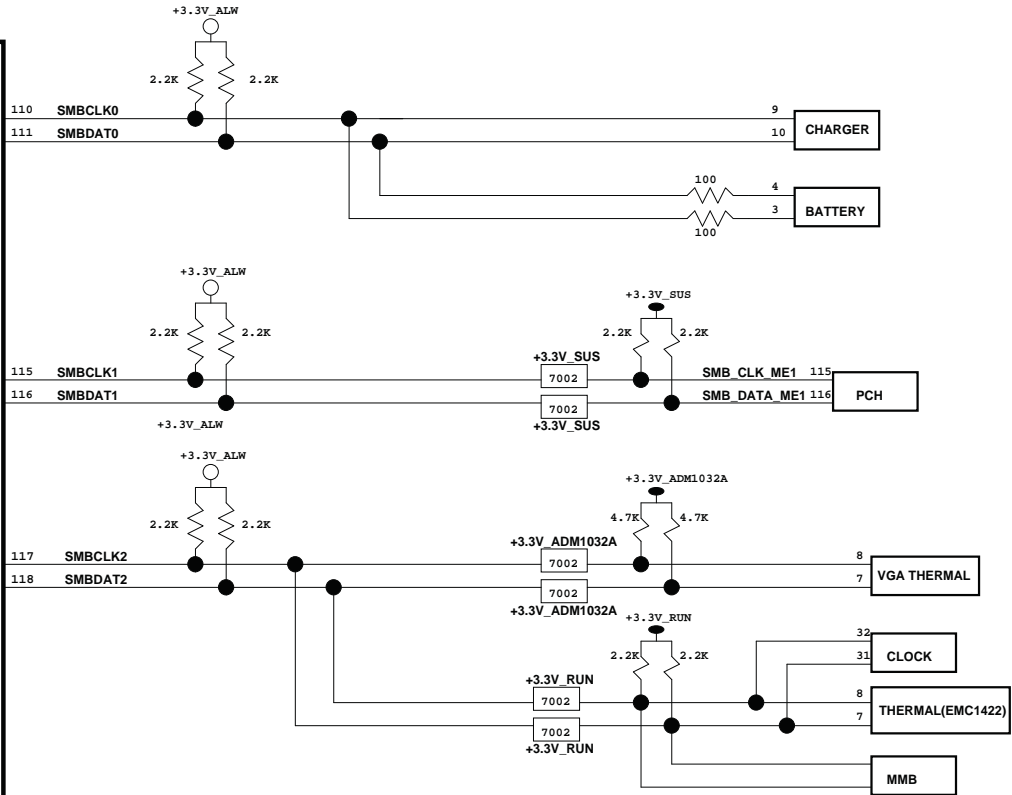 +3.3V_ALW
2.2K 2.2K
110 SMBCLK0 9
111 SMBDAT0 10 CHARGER
100 4
BATTERY
3
100
+3.3V_ALW
+3.3V_SUS
2.2K 2.2K 2.2K 2.2K
+3.3V_SUS
115 SMBCLK1 7002 SMB_CLK_ME1 115
116 SMBDAT1 7002 SMB_DATA_ME1 116 PCH
+3.3V_SUS
+3.3V_ALW
+3.3V_ALW
+3.3V_ADM1032A
2.2K 2.2K 4.7K 4.7K
+3.3V_ADM1032A
117 SMBCLK2 7002 8
118 SMBDAT2 7002 7 VGA THERMAL
+3.3V_ADM1032A
+3.3V_RUN
32
2.2K 2.2K 31 CLOCK
+3.3V_RUN
7002 8
THERMAL(EMC1422)
7002 7
+3.3V_RUN
MMB